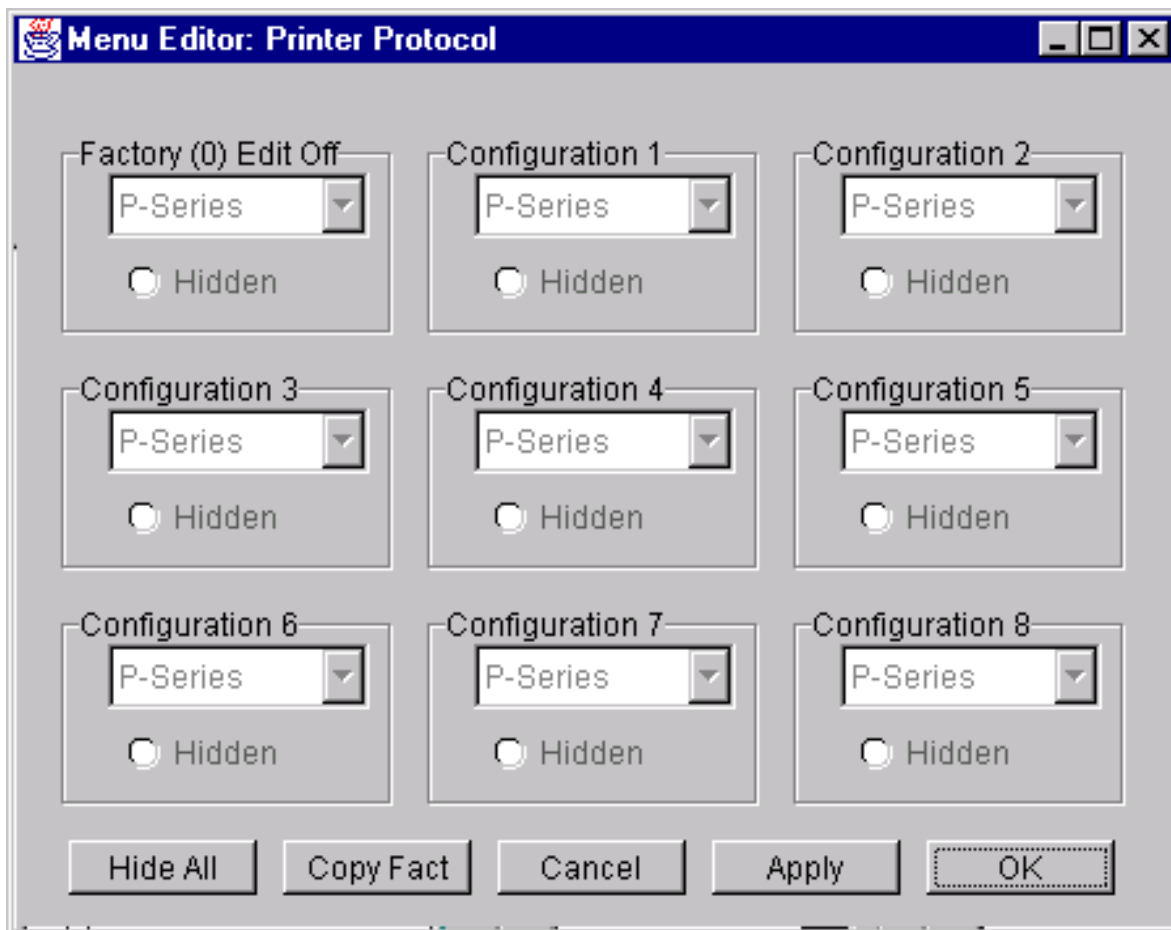 Menu Editor: Printer Protocol
Factory (0) Edit Off Configuration 1 Configuration 2
P-Series P-Series P-Series
Hidden Hidden Hidden
Configuration 3 Configuration 4 Configuration 5
P-Series P-Series P-Series
Hidden Hidden Hidden
Configuration 6 Configuration 7 Configuration 8
P-Series P-Series P-Series
Hidden Hidden Hidden
Hide All Copy Fact Cancel Apply OK